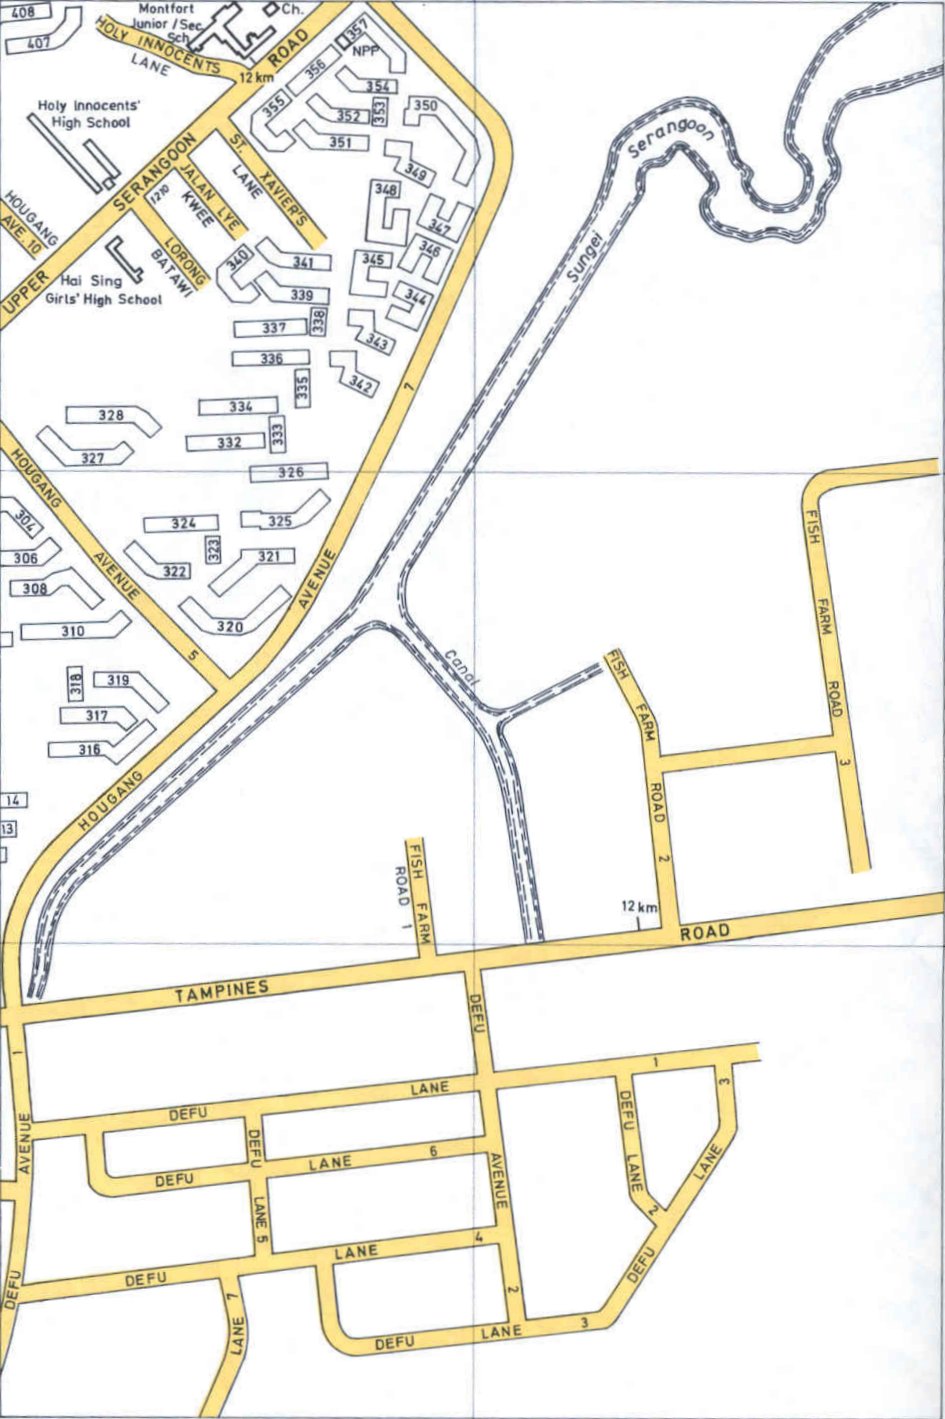 408
407
Montfort
Junior / Sec.
Sch.
Ch.
HOLY INNOCENTS
LANE
12 km
ROAD
357
NPP
356
355
354
353
352
351
350
Holy Innocents'
High School
UPPER SERANGOON
ST. XAVIER'S
LANE
JALAN LYE
KWEE
1210
LORONG
BATAWI
HOUGANG
AVE. 10
Hai Sing
Girls' High School
349
348
347
346
345
344
343
342
341
340
339
338
337
336
335
334
333
332
328
327
326
325
324
323
322
321
320
Sungei
Serangoon
7
HOUGANG
AVENUE
5
304
306
308
310
AVENUE
318
319
317
316
14
13
HOUGANG
Canal
FISH
FARM
ROAD
3
FISH
FARM
ROAD
2
FISH FARM
ROAD 1
12 km
ROAD
TAMPINES
DEFU
AVENUE
2
1
AVENUE
DEFU
DEFU
LANE
1
DEFU
LANE 5
DEFU
LANE
6
DEFU
LANE
4
LANE 7
DEFU
LANE
2
3
LANE
DEFU
DEFU
LANE
3